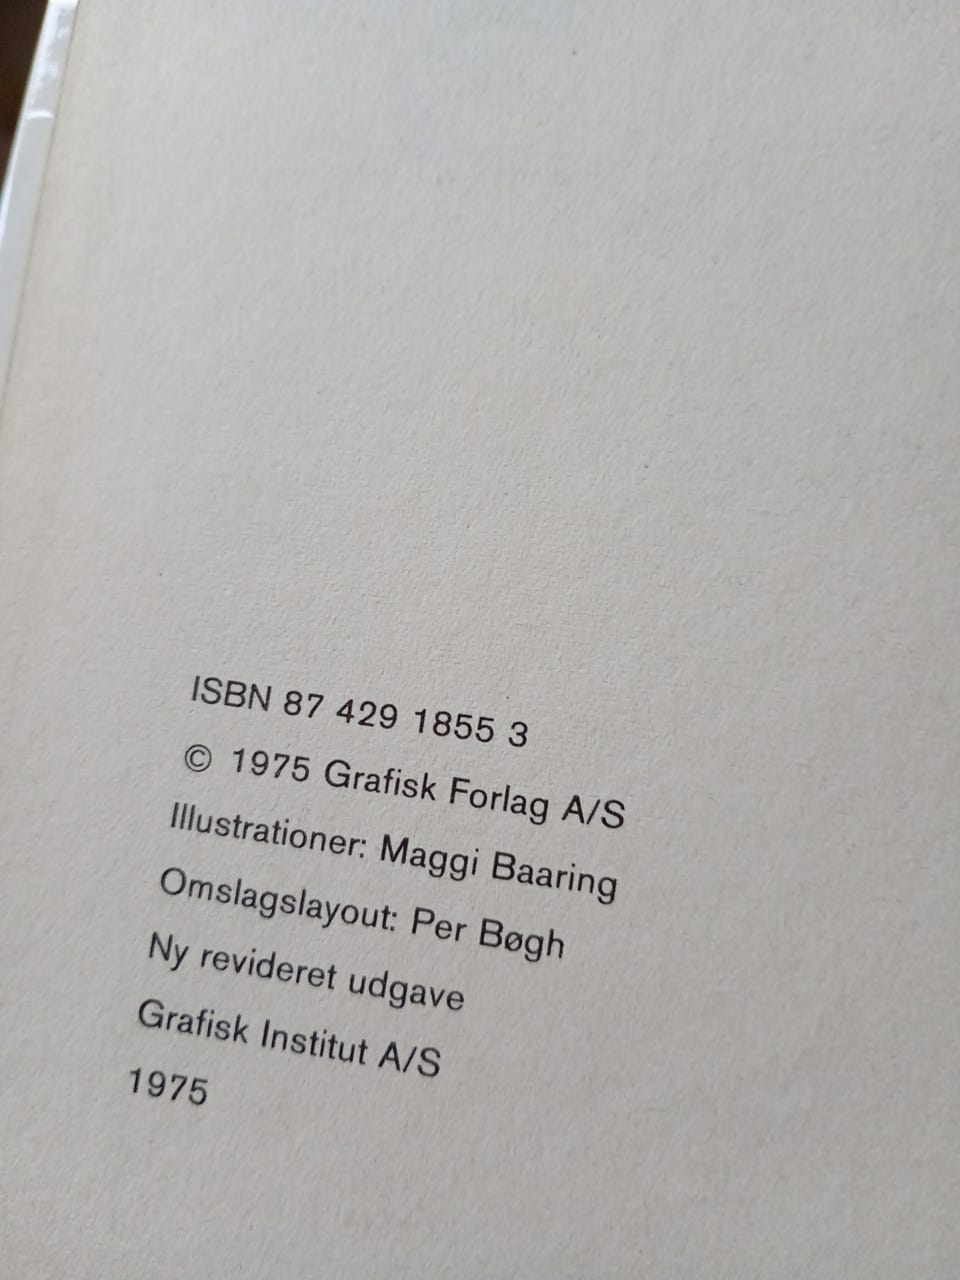 ISBN 87 429 1855 3
© 1975 Grafisk Forlag A/S
Illustrationer: Maggi Baaring
Omslagslayout: Per Bøgh
Ny revideret udgave
Grafisk Institut A/S
1975